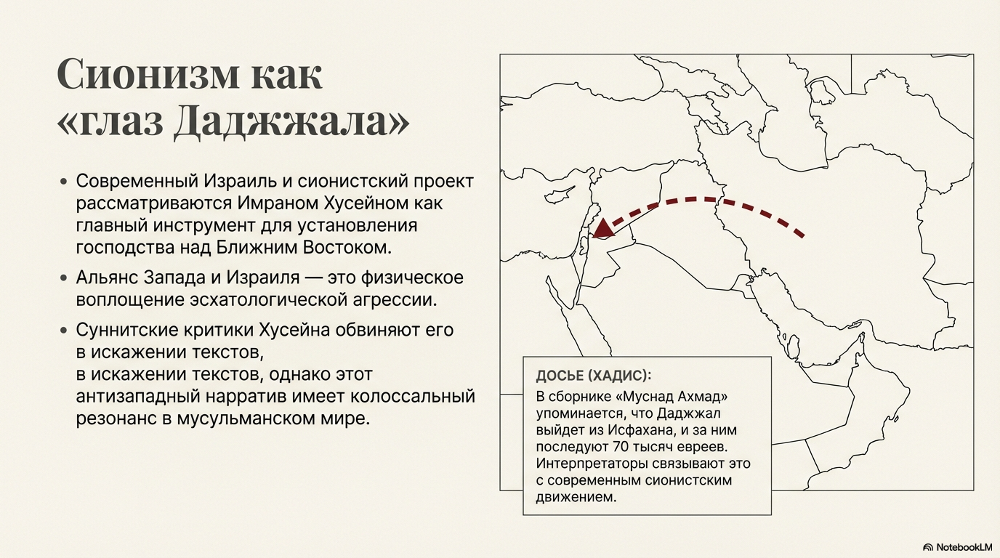 Сионизм как
«глаз Даджжала»
• Современный Израиль и сионистский проект
рассматриваются Имраном Хусейном как
главный инструмент для установления
господства над Ближним Востоком.
• Альянс Запада и Израиля — это физическое
воплощение эсхатологической агрессии.
• Суннитские критики Хусейна обвиняют его
в искажении текстов,
в искажении текстов, однако этот
антизападный нарратив имеет колоссальный
резонанс в мусульманском мире.
ДОСЬЕ (ХАДИС):
В сборнике «Муснад Ахмад»
упоминается, что Даджжал
выйдет из Исфахана, и за ним
последуют 70 тысяч евреев.
Интерпретаторы связывают это
с современным сионистским
движением.
NotebookLM